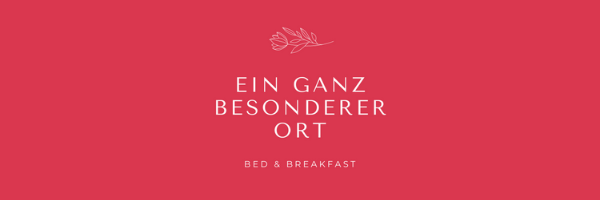 EIN GANZ
BESONDERER
ORT
BED & BREAKFAST